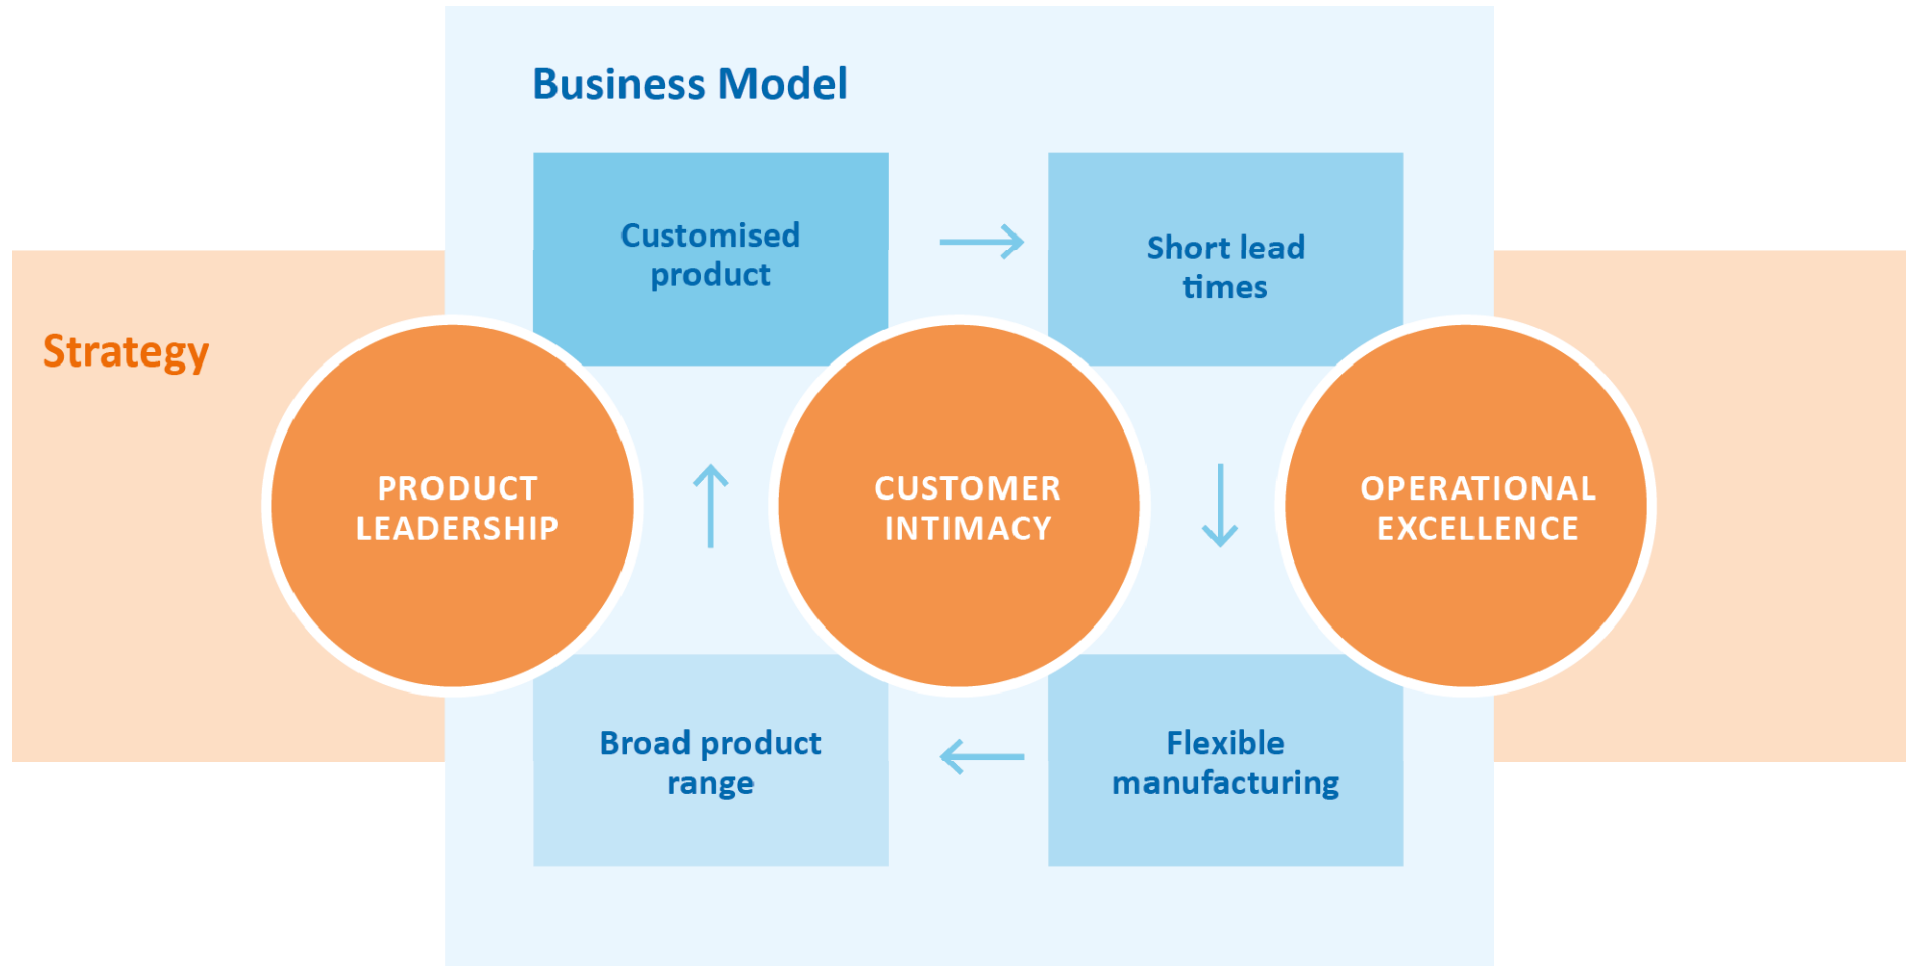 Business Model
Customised
product
Short lead
times
Strategy
PRODUCT
LEADERSHIP
CUSTOMER
INTIMACY
OPERATIONAL
EXCELLENCE
Broad product
range
Flexible
manufacturing